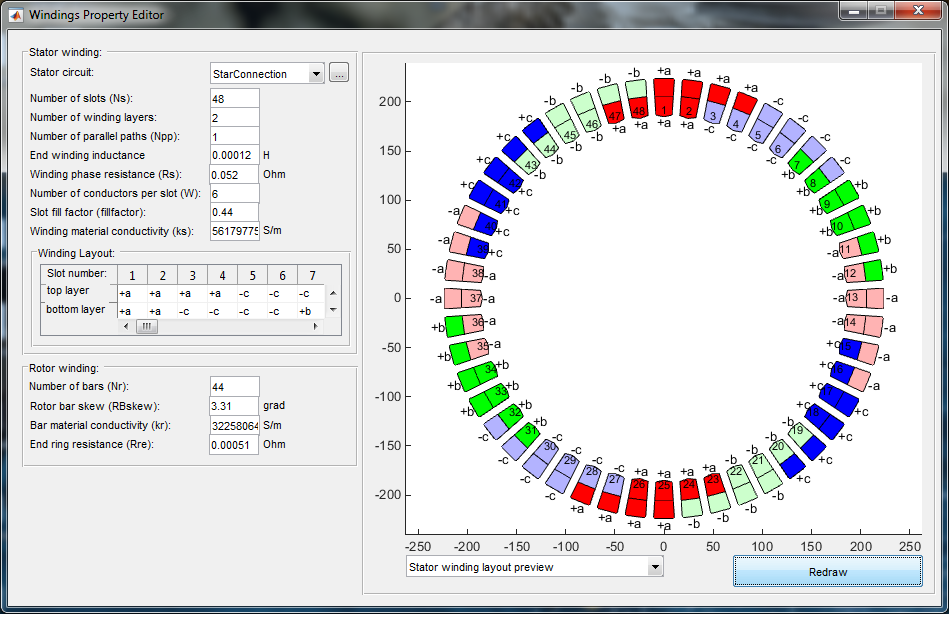 Windings Property Editor
Stator winding:
Stator circuit: StarConnection ...
Number of slots (Ns): 48
Number of winding layers: 2
Number of parallel paths (Npp): 1
End winding inductance 0.00012 H
Winding phase resistance (Rs): 0.052 Ohm
Number of conductors per slot (W): 6
Slot fill factor (fillfactor): 0.44
Winding material conductivity (ks): 56179775 S/m
Winding Layout:
Slot number: 1 2 3 4 5 6 7
top layer +a +a +a +a -c -c -c
bottom layer +a +a -c -c -c -c +b
Rotor winding:
Number of bars (Nr): 44
Rotor bar skew (RBskew): 3.31 grad
Bar material conductivity (kr): 32258064 S/m
End ring resistance (Rre): 0.00051 Ohm
200
150
100
50
0
-50
-100
-150
-200
-250 -200 -150 -100 -50 0 50 100 150 200 250
+a +a +a +a -c -c -c -c +b +b +b +b -a -a -a -a +c +c +c +c -b -b -b -b +a +a +a +a -c -c -c -c +b +b +b +b -a -a -a -a +c +c +c +c -b -b -b -b
1 2 3 4 5 6 7 8 9 10 11 12 13 14 15 16 17 18 19 20 21 22 23 24 25 26 27 28 29 30 31 32 33 34 35 36 37 38 39 40 41 42 43 44 45 46 47 48
Stator winding layout preview
Redraw